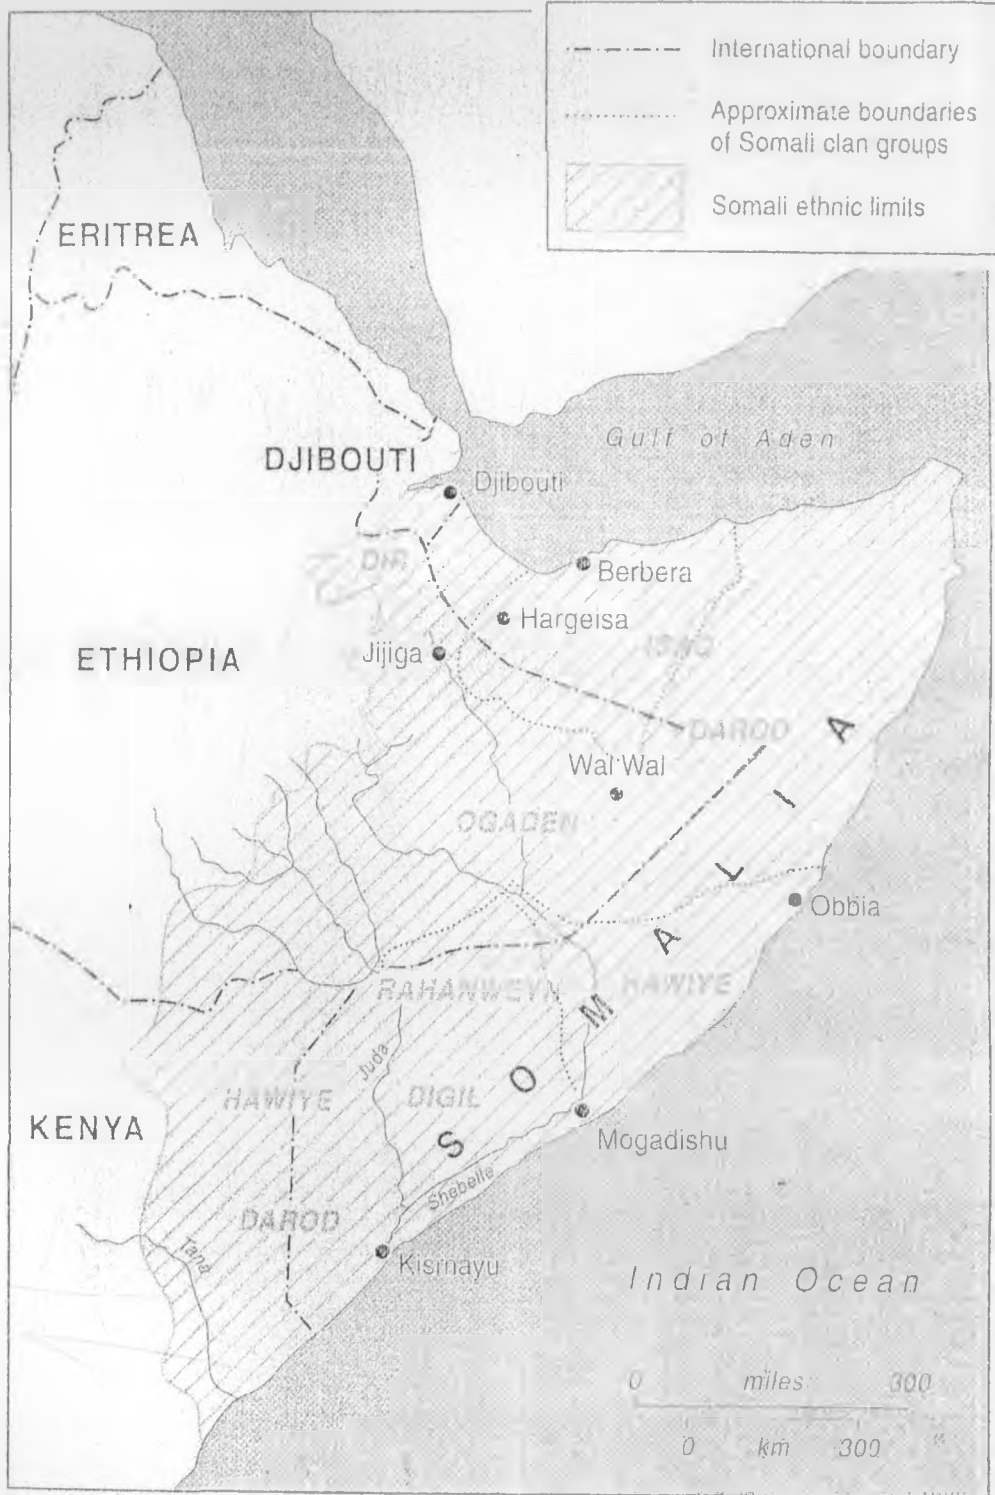 International boundary
Approximate boundaries
of Somali clan groups
Somali ethnic limits
ERITREA
Gulf of Aden
DJIBOUTI
Djibouti
DIR
Berbera
Hargeisa
ISAQ
ETHIOPIA
Jijiga
DAROD
Wal Wal
OGADEN
Obbia
SOMALIA
RAHANWEYN
HAWIYE
Juda
HAWIYE
DIGIL
KENYA
Mogadishu
Shebelle
DAROD
Tana
Kismayu
Indian Ocean
0 miles 300
0 km 300